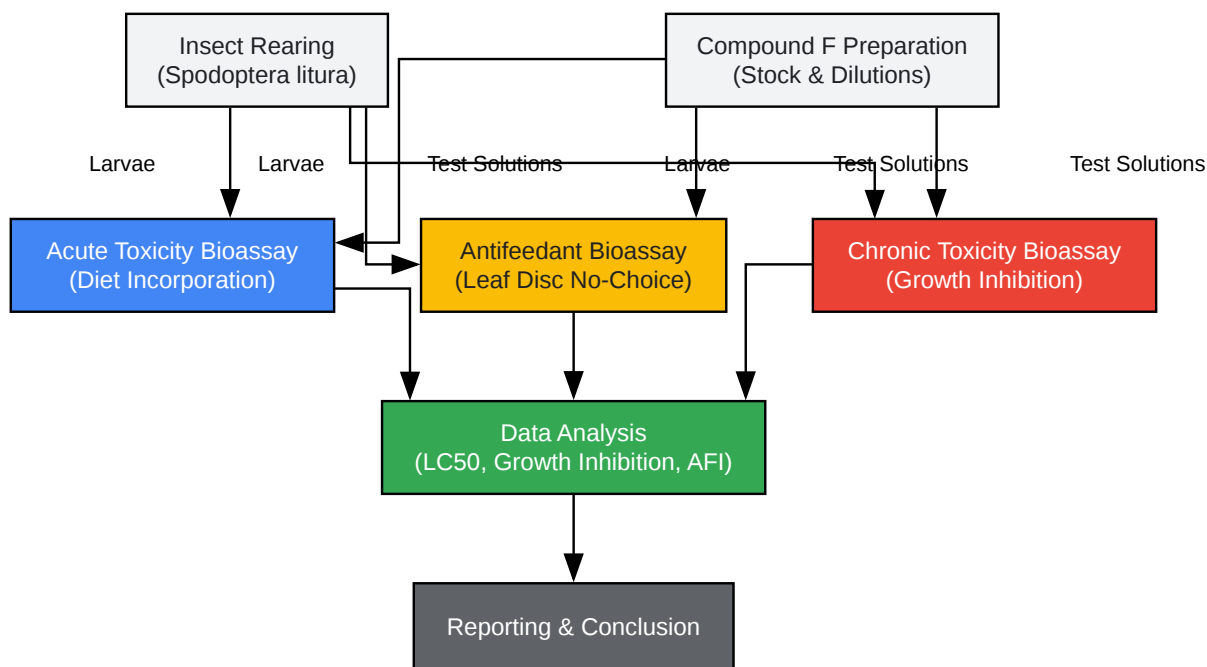 Insect Rearing
(Spodoptera litura)
Compound F Preparation
(Stock & Dilutions)
Larvae
Larvae
Test Solutions
Larvae
Test Solutions
Test Solutions
Acute Toxicity Bioassay
(Diet Incorporation)
Antifeedant Bioassay
(Leaf Disc No-Choice)
Chronic Toxicity Bioassay
(Growth Inhibition)
Data Analysis
(LC50, Growth Inhibition, AFI)
Reporting & Conclusion